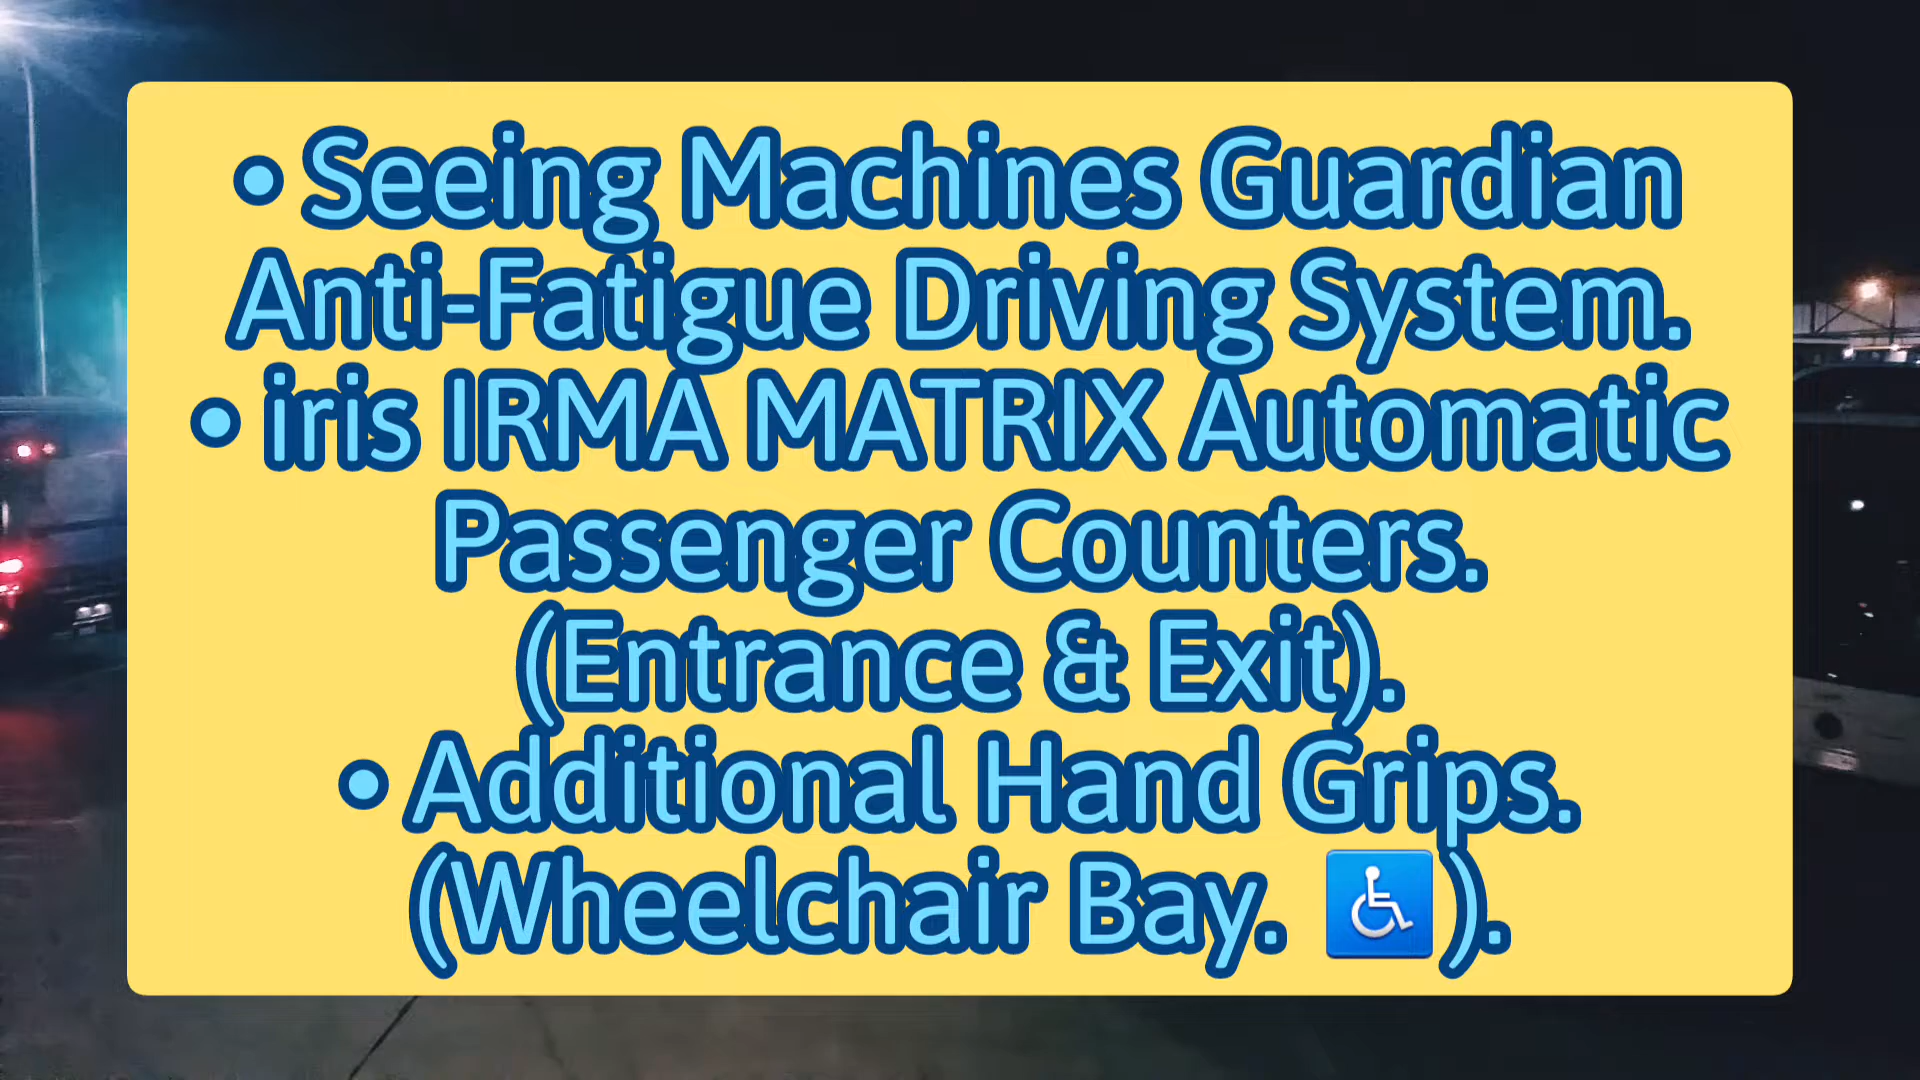 • Seeing Machines Guardian
Anti-Fatigue Driving System.
• iris IRMA MATRIX Automatic
Passenger Counters.
(Entrance & Exit).
• Additional Hand Grips.
(Wheelchair Bay. ♿).